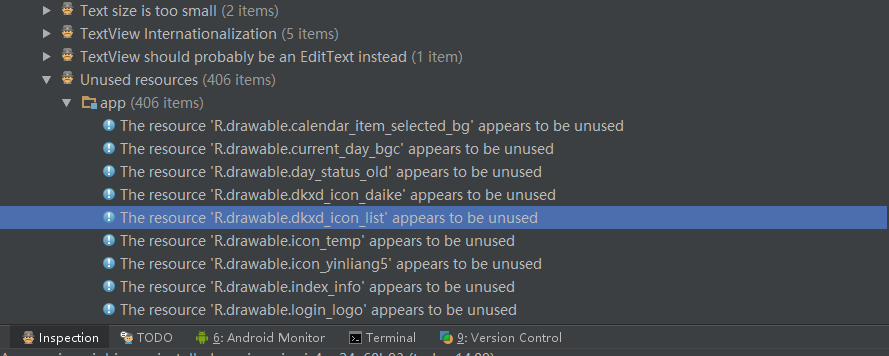 Text size is too small (2 items)
TextView Internationalization (5 items)
TextView should probably be an EditText instead (1 item)
Unused resources (406 items)
app (406 items)
The resource 'R.drawable.calendar_item_selected_bg' appears to be unused
The resource 'R.drawable.current_day_bgc' appears to be unused
The resource 'R.drawable.day_status_old' appears to be unused
The resource 'R.drawable.dkxd_icon_daike' appears to be unused
The resource 'R.drawable.dkxd_icon_list' appears to be unused
The resource 'R.drawable.icon_temp' appears to be unused
The resource 'R.drawable.icon_yinliang5' appears to be unused
The resource 'R.drawable.index_info' appears to be unused
The resource 'R.drawable.login_logo' appears to be unused
Inspection TODO 6: Android Monitor Terminal 9: Version Control